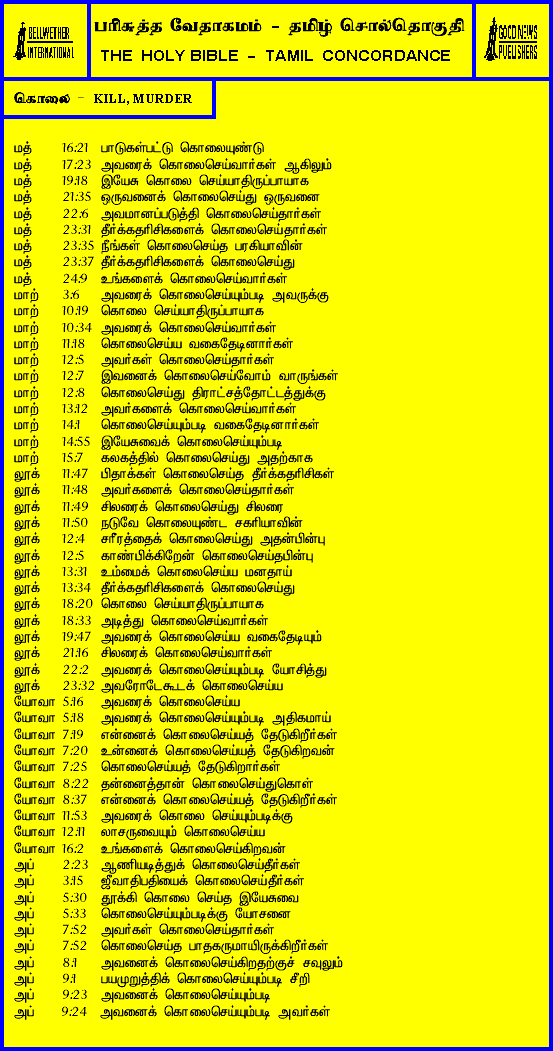 BELLWETHER
INTERNATIONAL
பரிசுத்த வேதாகமம் - தமிழ் சொல்தொகுதி
THE HOLY BIBLE - TAMIL CONCORDANCE
GOOD NEWS
PUBLISHERS
கொலை - KILL, MURDER
மத் 16:21 பாடுகள்பட்டு கொலையுண்டு
மத் 17:23 அவரைக் கொலைசெய்வார்கள் ஆகிலும்
மத் 19:18 இயேசு கொலை செய்யாதிருப்பாயாக
மத் 21:35 ஒருவனைக் கொலைசெய்து ஒருவனை
மத் 22:6 அவமானப்படுத்தி கொலைசெய்தார்கள்
மத் 23:31 தீர்க்கதரிசிகளைக் கொலைசெய்தார்கள்
மத் 23:35 நீங்கள் கொலைசெய்த பரகியாவின்
மத் 23:37 தீர்க்கதரிசிகளைக் கொலைசெய்து
மத் 24:9 உங்களைக் கொலைசெய்வார்கள்
மாற் 3:6 அவரைக் கொலைசெய்யும்படி அவருக்கு
மாற் 10:19 கொலை செய்யாதிருப்பாயாக
மாற் 10:34 அவரைக் கொலைசெய்வார்கள்
மாற் 11:18 கொலைசெய்ய வகைதேடினார்கள்
மாற் 12:5 அவர்கள் கொலைசெய்தார்கள்
மாற் 12:7 இவனைக் கொலைசெய்வோம் வாருங்கள்
மாற் 12:8 கொலைசெய்து திராட்சத்தோட்டத்துக்கு
மாற் 13:12 அவர்களைக் கொலைசெய்வார்கள்
மாற் 14:1 கொலைசெய்யும்படி வகைதேடினார்கள்
மாற் 14:55 இயேசுவைக் கொலைசெய்யும்படி
மாற் 15:7 கலகத்தில் கொலைசெய்து அதற்காக
லூக் 11:47 பிதாக்கள் கொலைசெய்த தீர்க்கதரிசிகள்
லூக் 11:48 அவர்களைக் கொலைசெய்தார்கள்
லூக் 11:49 சிலரைக் கொலைசெய்து சிலரை
லூக் 11:50 நடுவே கொலையுண்ட சகரியாவின்
லூக் 12:4 சரீரத்தைக் கொலைசெய்து அதன்பின்பு
லூக் 12:5 காண்பிக்கிறேன் கொலைசெய்தபின்பு
லூக் 13:31 உம்மைக் கொலைசெய்ய மனதாய்
லூக் 13:34 தீர்க்கதரிசிகளைக் கொலைசெய்து
லூக் 18:20 கொலை செய்யாதிருப்பாயாக
லூக் 18:33 அடித்து கொலைசெய்வார்கள்
லூக் 19:47 அவரைக் கொலைசெய்ய வகைதேடியும்
லூக் 21:16 சிலரைக் கொலைசெய்வார்கள்
லூக் 22:2 அவரைக் கொலைசெய்யும்படி யோசித்து
லூக் 23:32 அவரோடேகூடக் கொலைசெய்ய
யோவா 5:16 அவரைக் கொலைசெய்ய
யோவா 5:18 அவரைக் கொலைசெய்யும்படி அதிகமாய்
யோவா 7:19 என்னைக் கொலைசெய்யத் தேடுகிறீர்கள்
யோவா 7:20 உன்னைக் கொலைசெய்யத் தேடுகிறவன்
யோவா 7:25 கொலைசெய்யத் தேடுகிறார்கள்
யோவா 8:22 தன்னைத்தான் கொலைசெய்துகொள்
யோவா 8:37 என்னைக் கொலைசெய்யத் தேடுகிறீர்கள்
யோவா 11:53 அவரைக் கொலை செய்யும்படிக்கு
யோவா 12:11 லாசருவையும் கொலைசெய்ய
யோவா 16:2 உங்களைக் கொலைசெய்கிறவன்
அப் 2:23 ஆணியடித்துக் கொலைசெய்தீர்கள்
அப் 3:15 ஜீவாதிபதியைக் கொலைசெய்தீர்கள்
அப் 5:30 தூக்கி கொலை செய்த இயேசுவை
அப் 5:33 கொலைசெய்யும்படிக்கு யோசனை
அப் 7:52 அவர்கள் கொலைசெய்தார்கள்
அப் 7:52 கொலைசெய்த பாதகருமாயிருக்கிறீர்கள்
அப் 8:1 அவனைக் கொலைசெய்கிறதற்குச் சவுலும்
அப் 9:1 பயமுறுத்திக் கொலைசெய்யும்படி சீறி
அப் 9:23 அவனைக் கொலைசெய்யும்படி
அப் 9:24 அவனைக் கொலைசெய்யும்படி அவர்கள்